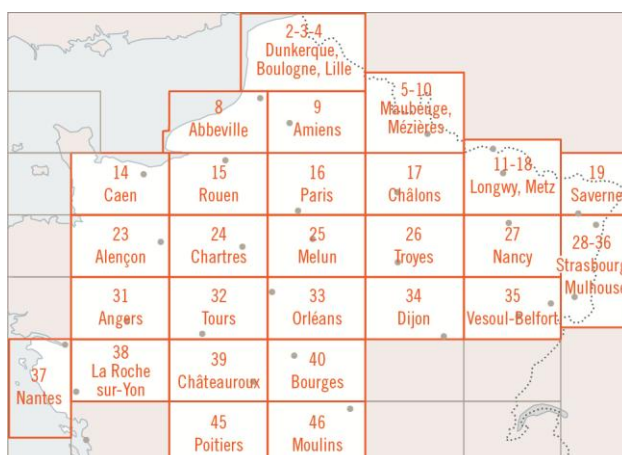 2-3-4
Dunkerque,
Boulogne, Lille
5-10
Maubeuge,
Mézières
8
Abbeville
9
Amiens
11-18
Longwy, Metz
14
Caen
15
Rouen
16
Paris
17
Châlons
19
Saverne
23
Alençon
24
Chartres
25
Melun
26
Troyes
27
Nancy
28-36
Strasbourg
Mulhouse
31
Angers
32
Tours
33
Orléans
34
Dijon
35
Vesoul-Belfort
37
Nantes
38
La Roche
sur-Yon
39
Châteauroux
40
Bourges
45
Poitiers
46
Moulins